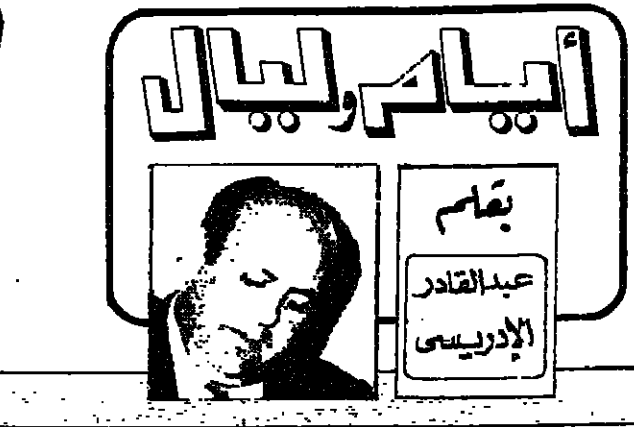 أيام وليال
بقلم
عبدالقادر
الإدريسى